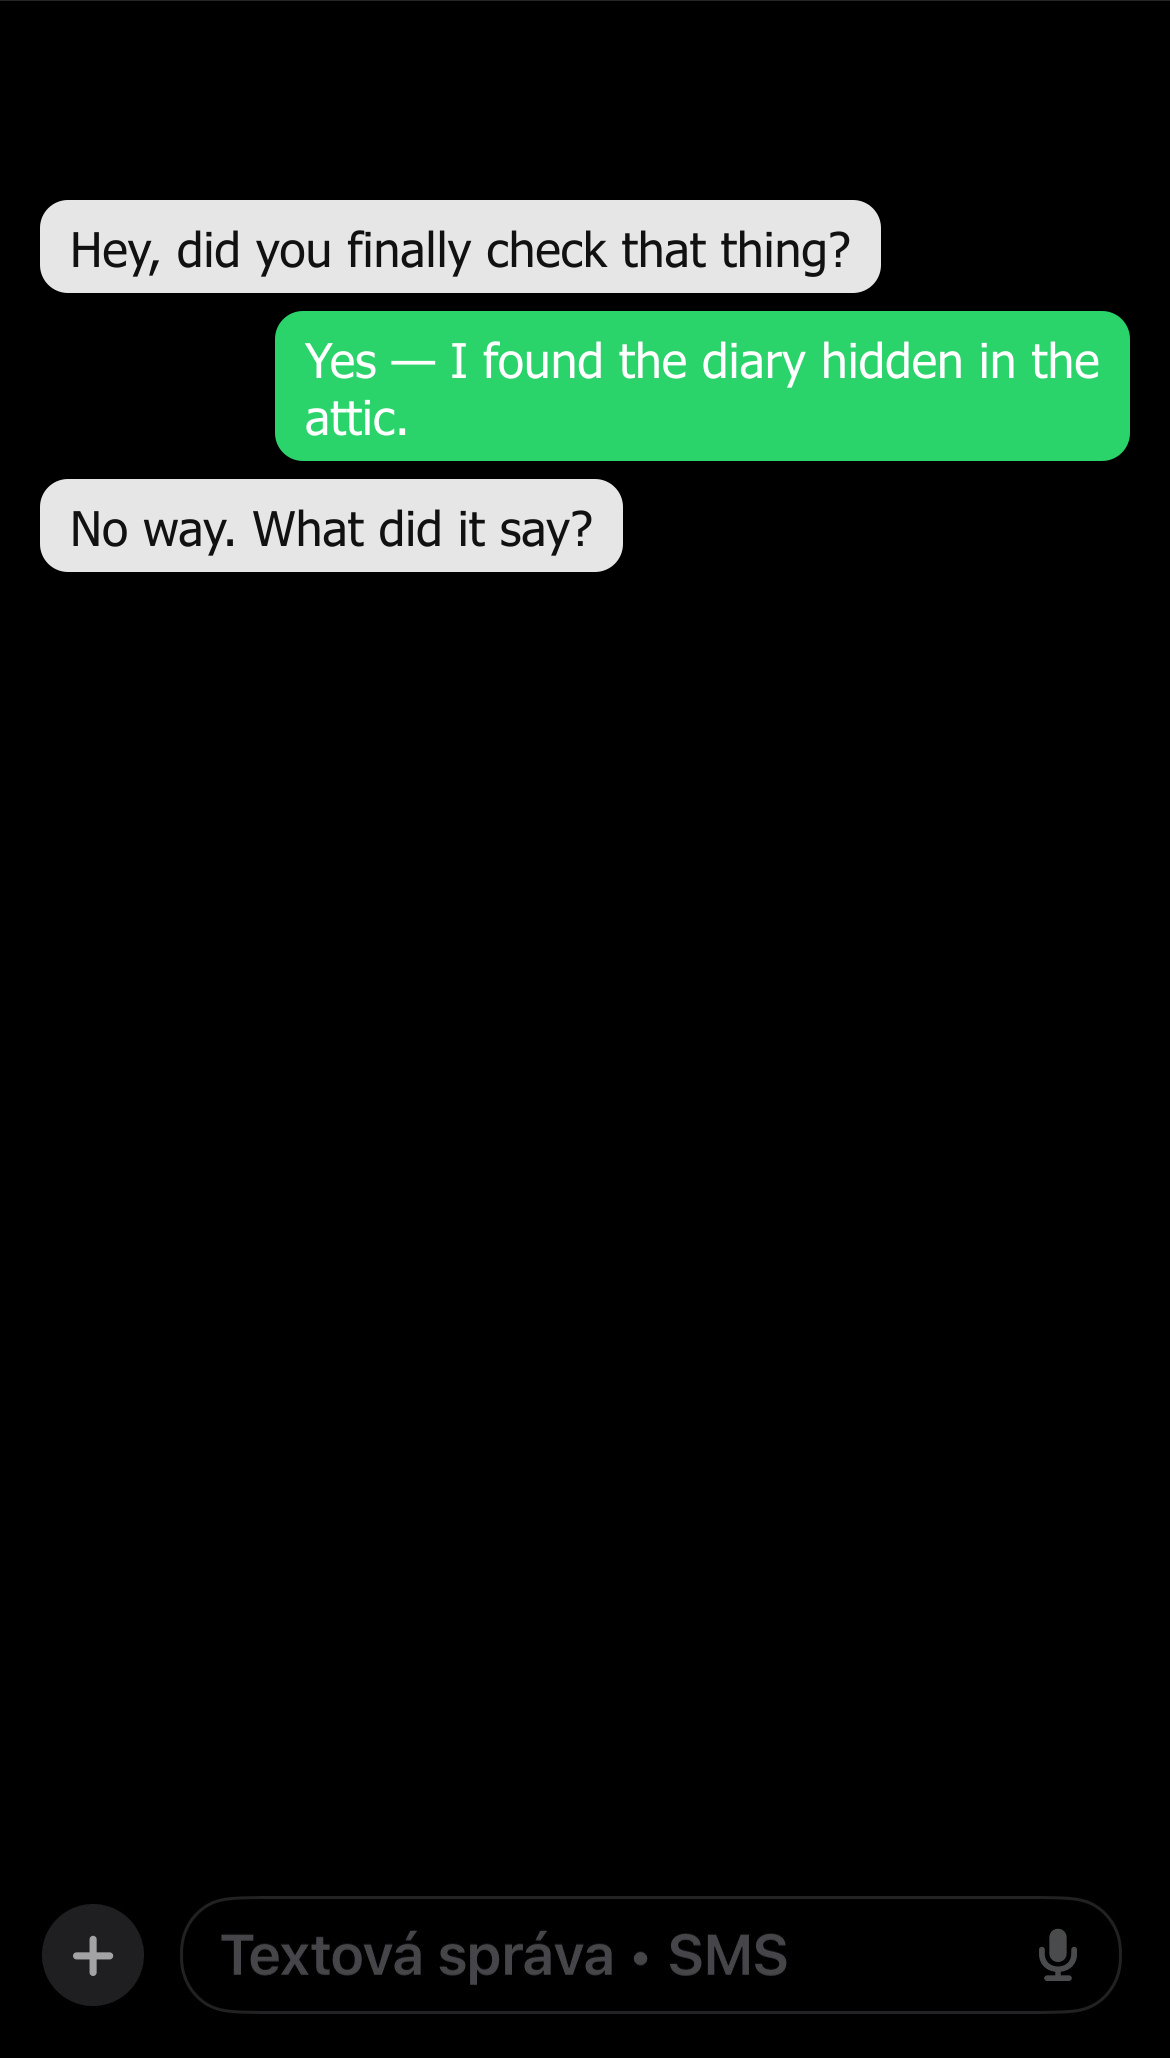 Hey, did you finally check that thing?
Yes — I found the diary hidden in the
attic.
No way. What did it say?
Textová správa • SMS